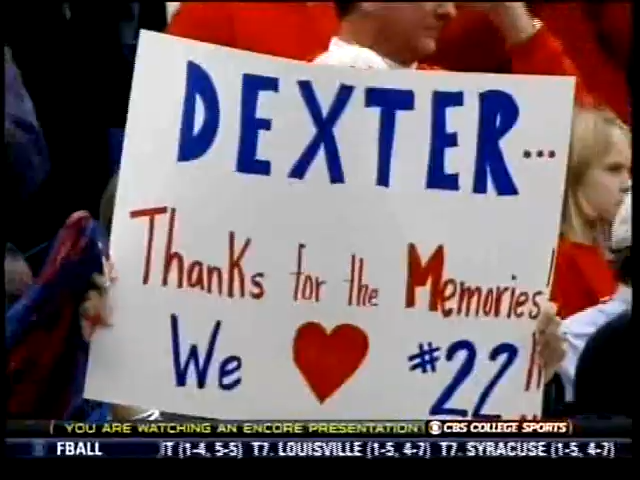 DEXTER...
Thanks for the Memories!
We ♥ #22!!
YOU ARE WATCHING AN ENCORE PRESENTATION! CBS COLLEGE SPORTS
FBALL IT (1-4, 5-5) T7. LOUISVILLE (1-5, 4-7) T7. SYRACUSE (1-5, 4-7)